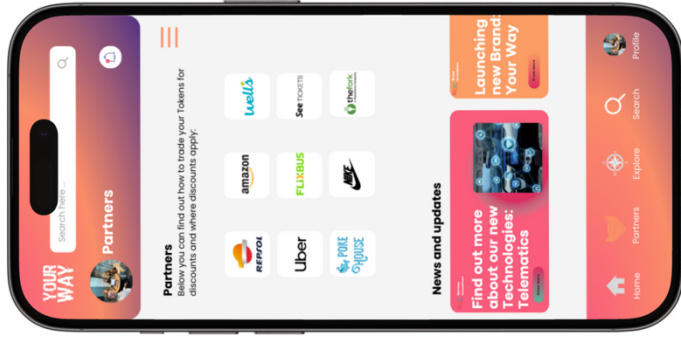 YOUR
WAY
Search here ...
Partners
Partners
Below you can find out how to trade your Tokens for
discounts and where discounts apply:
REPSOL
amazon
wells
Uber
FLiXBUS
See TICKETS
POKE
HOUSE
NIKE
thefork
News and updates
Find out more
about our new
Technologies:
Telematics
Launching
new Brand:
Your Way
Home
Partners
Explore
Search
Profile